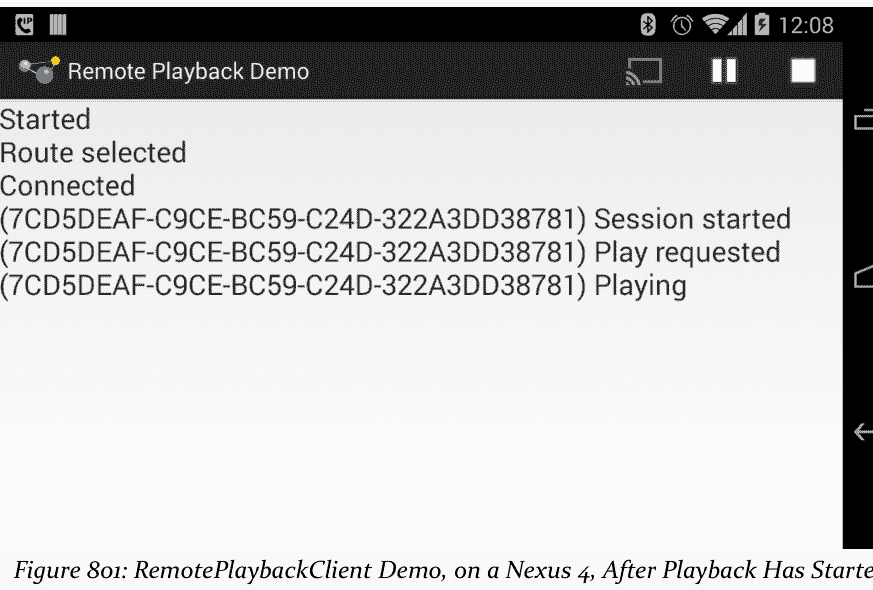 12:08
Remote Playback Demo
Started
Route selected
Connected
(7CD5DEAF-C9CE-BC59-C24D-322A3DD38781) Session started
(7CD5DEAF-C9CE-BC59-C24D-322A3DD38781) Play requested
(7CD5DEAF-C9CE-BC59-C24D-322A3DD38781) Playing
Figure 801: RemotePlaybackClient Demo, on a Nexus 4, After Playback Has Starte